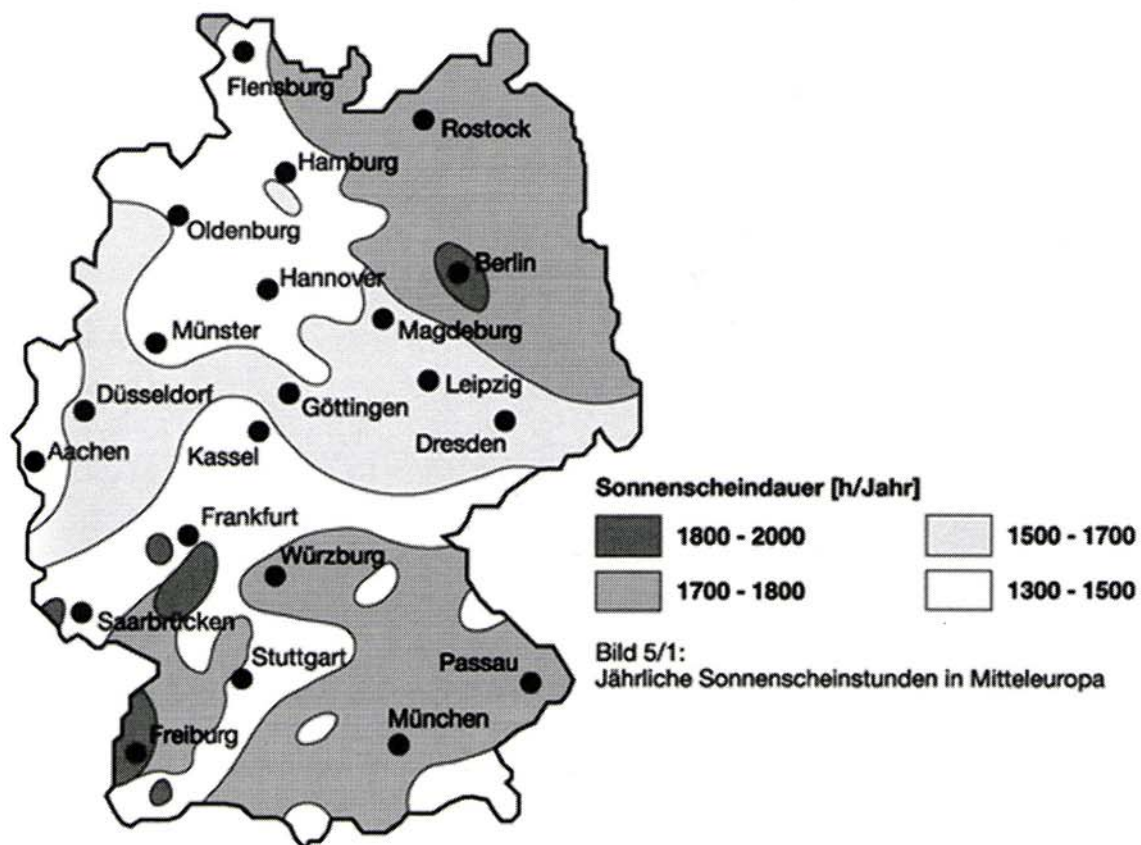 Flensburg
Rostock
Hamburg
Oldenburg
Hannover
Berlin
Münster
Magdeburg
Düsseldorf
Göttingen
Leipzig
Aachen
Kassel
Dresden
Frankfurt
Würzburg
Saarbrücken
Stuttgart
Passau
Freiburg
München
Sonnenscheindauer [h/Jahr]
1800 - 2000
1500 - 1700
1700 - 1800
1300 - 1500
Bild 5/1:
Jährliche Sonnenscheinstunden in Mitteleuropa